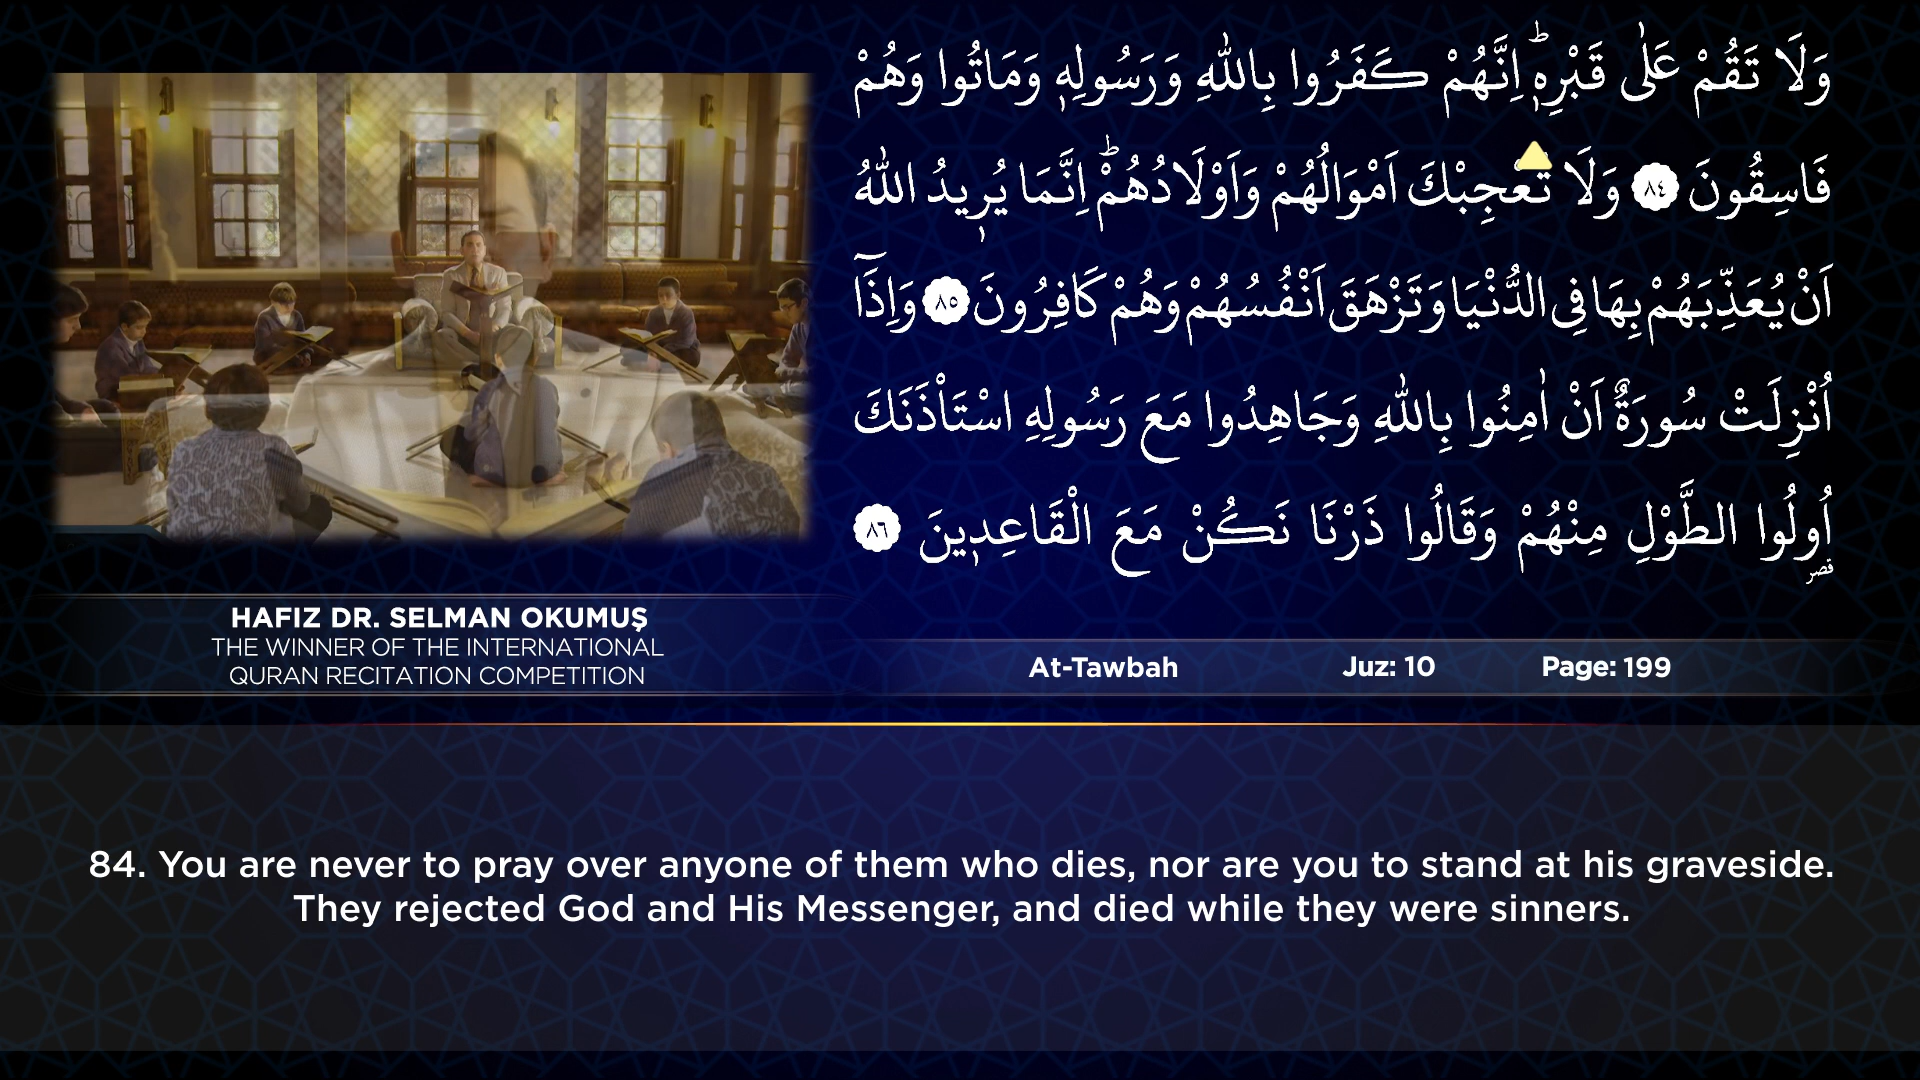 وَلَا تَقُمْ عَلٰى قَبْرِهٖۜ اِنَّهُمْ كَفَرُوا بِاللّٰهِ وَرَسُولِهٖ وَمَاتُوا وَهُمْ
فَاسِقُونَ ﴿٨٤﴾ وَلَا تُعْجِبْكَ اَمْوَالُهُمْ وَاَوْلَادُهُمْۜ اِنَّمَا يُرٖيدُ اللّٰهُ
اَنْ يُعَذِّبَهُمْ بِهَا فِى الدُّنْيَا وَتَزْهَقَ اَنْفُسُهُمْ وَهُمْ كَافِرُونَ ﴿٨٥﴾ وَاِذَٓا
اُنْزِلَتْ سُورَةٌ اَنْ اٰمِنُوا بِاللّٰهِ وَجَاهِدُوا مَعَ رَسُولِهِ اسْتَأْذَنَكَ
اُو۬لُوا الطَّوْلِ مِنْهُمْ وَقَالُوا ذَرْنَا نَكُنْ مَعَ الْقَاعِدٖينَ ﴿٨٦﴾
قصر
HAFIZ DR. SELMAN OKUMUŞ
THE WINNER OF THE INTERNATIONAL
QURAN RECITATION COMPETITION
At-Tawbah Juz: 10 Page: 199
84. You are never to pray over anyone of them who dies, nor are you to stand at his graveside.
They rejected God and His Messenger, and died while they were sinners.